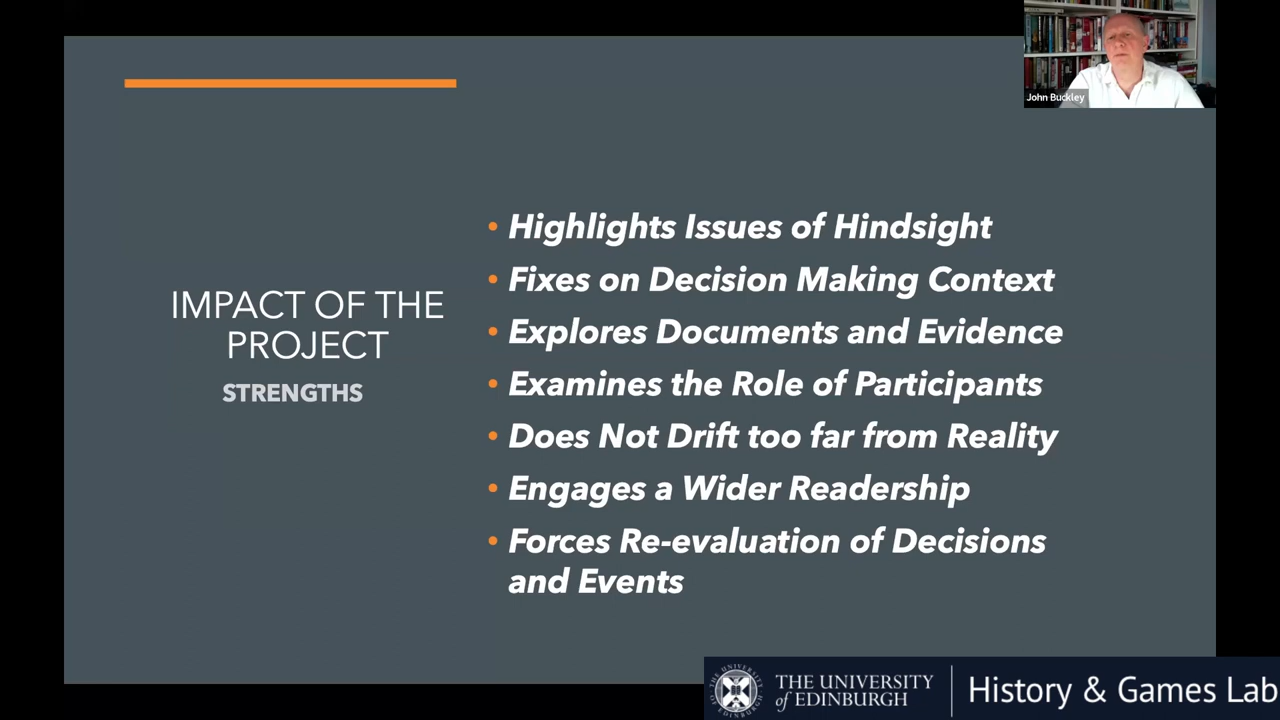 John Buckley
IMPACT OF THE
PROJECT
STRENGTHS
• Highlights Issues of Hindsight
• Fixes on Decision Making Context
• Explores Documents and Evidence
• Examines the Role of Participants
• Does Not Drift too far from Reality
• Engages a Wider Readership
• Forces Re-evaluation of Decisions
and Events
THE UNIVERSITY
of EDINBURGH
History & Games Lab